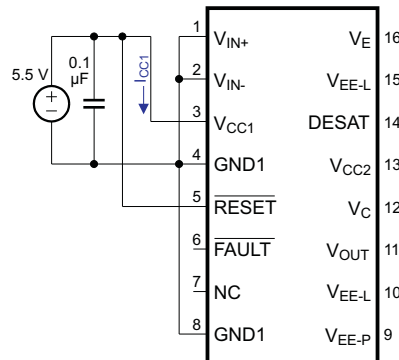 1 V_IN+ V_E 16
2 V_IN- V_EE-L 15
5.5 V 0.1 µF I_CC1
3 V_CC1 DESAT 14
4 GND1 V_CC2 13
5 RESET V_C 12
6 FAULT V_OUT 11
7 NC V_EE-L 10
8 GND1 V_EE-P 9